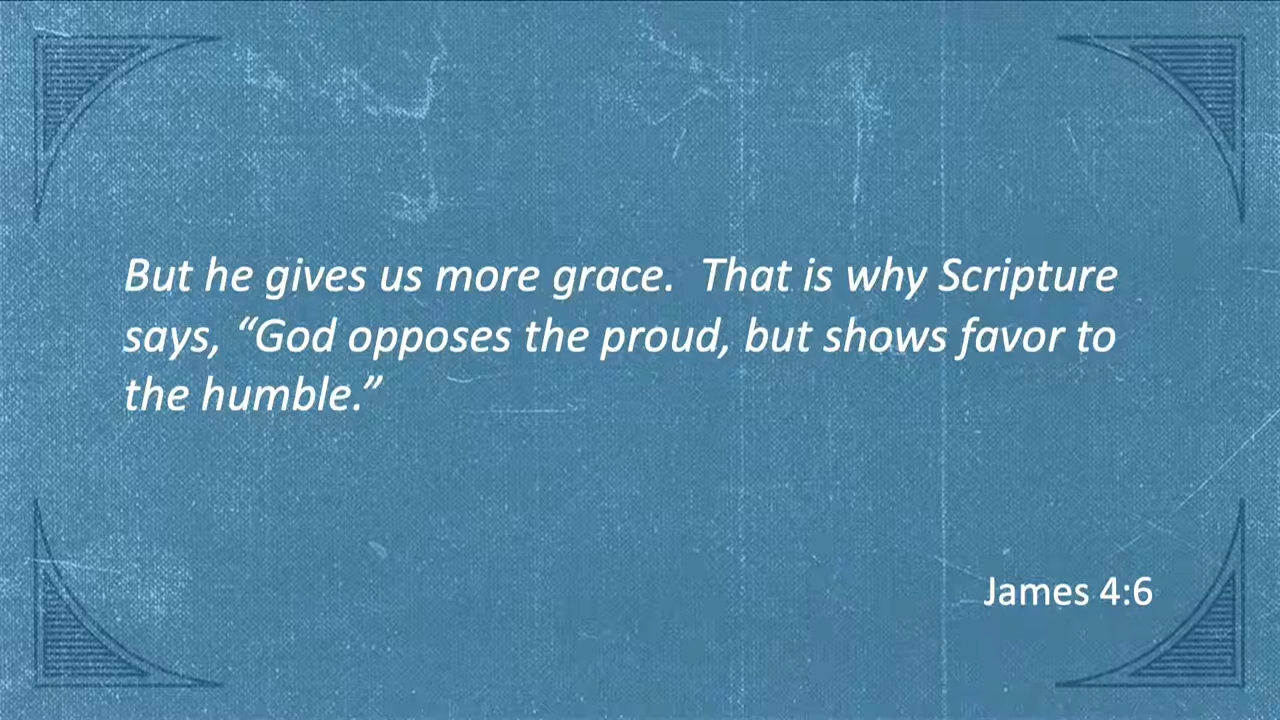 But he gives us more grace.  That is why Scripture
says, “God opposes the proud, but shows favor to
the humble.”
James 4:6